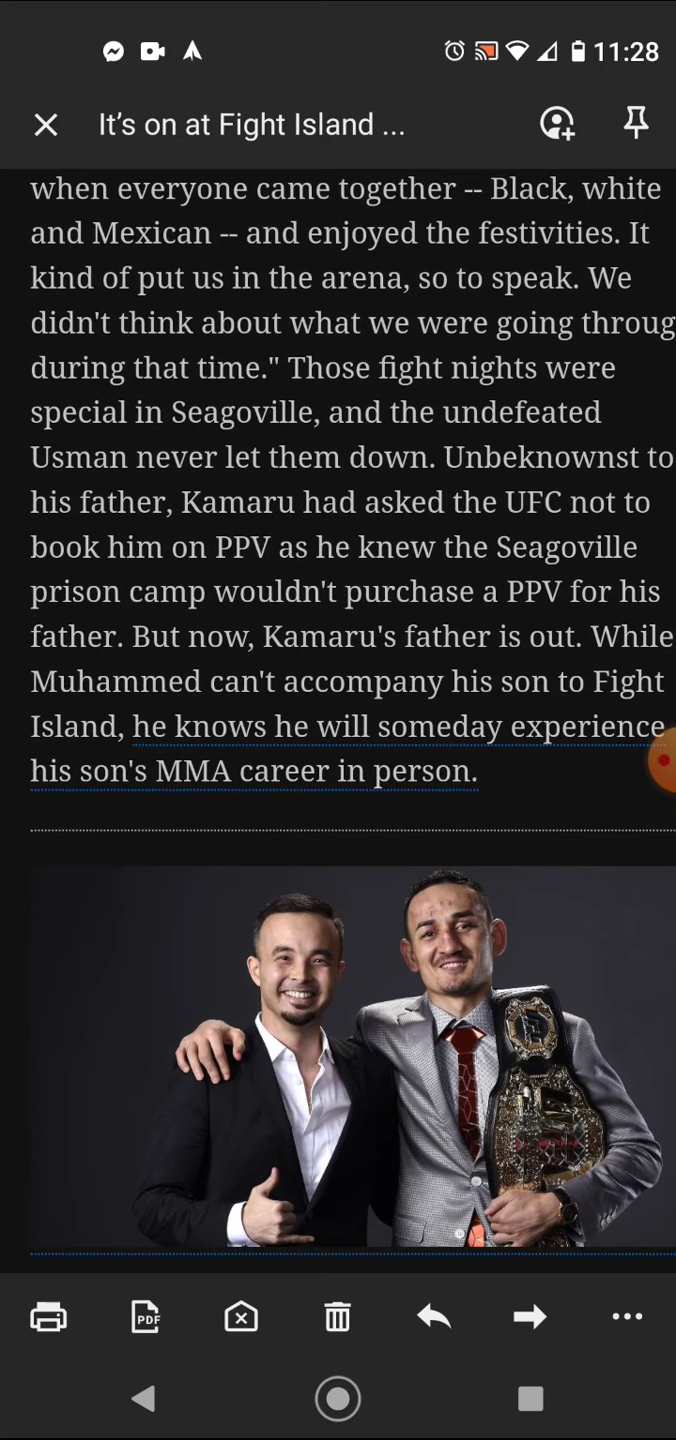 11:28
It’s on at Fight Island ...
when everyone came together -- Black, white
and Mexican -- and enjoyed the festivities. It
kind of put us in the arena, so to speak. We
didn't think about what we were going throug
during that time." Those fight nights were
special in Seagoville, and the undefeated
Usman never let them down. Unbeknownst to
his father, Kamaru had asked the UFC not to
book him on PPV as he knew the Seagoville
prison camp wouldn't purchase a PPV for his
father. But now, Kamaru's father is out. While
Muhammed can't accompany his son to Fight
Island, he knows he will someday experience
his son's MMA career in person.
PDF